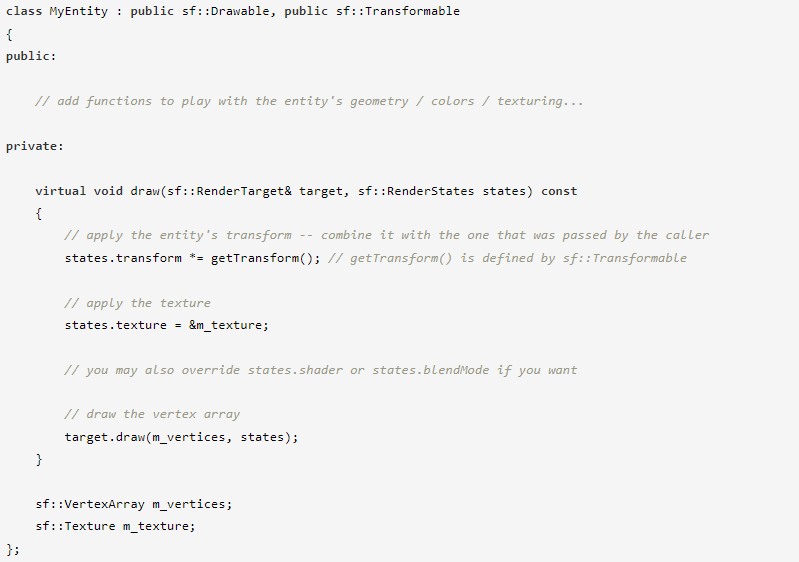 class MyEntity : public sf::Drawable, public sf::Transformable
{
public:
    // add functions to play with the entity's geometry / colors / texturing...
private:
    virtual void draw(sf::RenderTarget& target, sf::RenderStates states) const
    {
        // apply the entity's transform -- combine it with the one that was passed by the caller
        states.transform *= getTransform(); // getTransform() is defined by sf::Transformable
        // apply the texture
        states.texture = &m_texture;
        // you may also override states.shader or states.blendMode if you want
        // draw the vertex array
        target.draw(m_vertices, states);
    }
    sf::VertexArray m_vertices;
    sf::Texture m_texture;
};